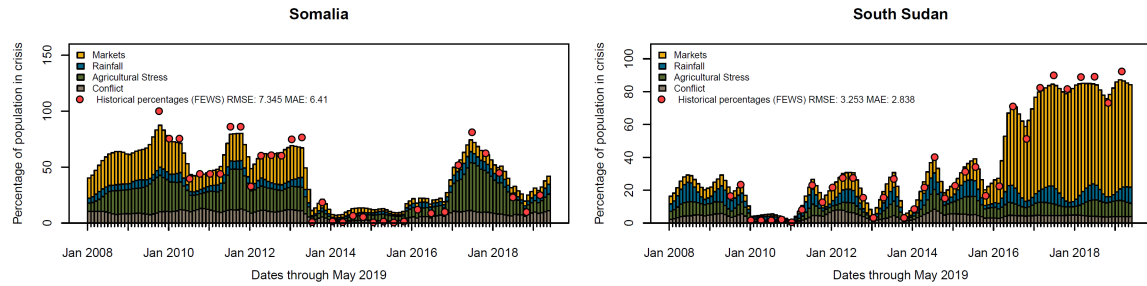 Somalia
Percentage of population in crisis
150
100
50
0
Markets
Rainfall
Agricultural Stress
Conflict
Historical percentages (FEWS) RMSE: 7.345 MAE: 6.41
Jan 2008 Jan 2010 Jan 2012 Jan 2014 Jan 2016 Jan 2018
Dates through May 2019
South Sudan
Percentage of population in crisis
100
80
60
40
20
0
Markets
Rainfall
Agricultural Stress
Conflict
Historical percentages (FEWS) RMSE: 3.253 MAE: 2.838
Jan 2008 Jan 2010 Jan 2012 Jan 2014 Jan 2016 Jan 2018
Dates through May 2019